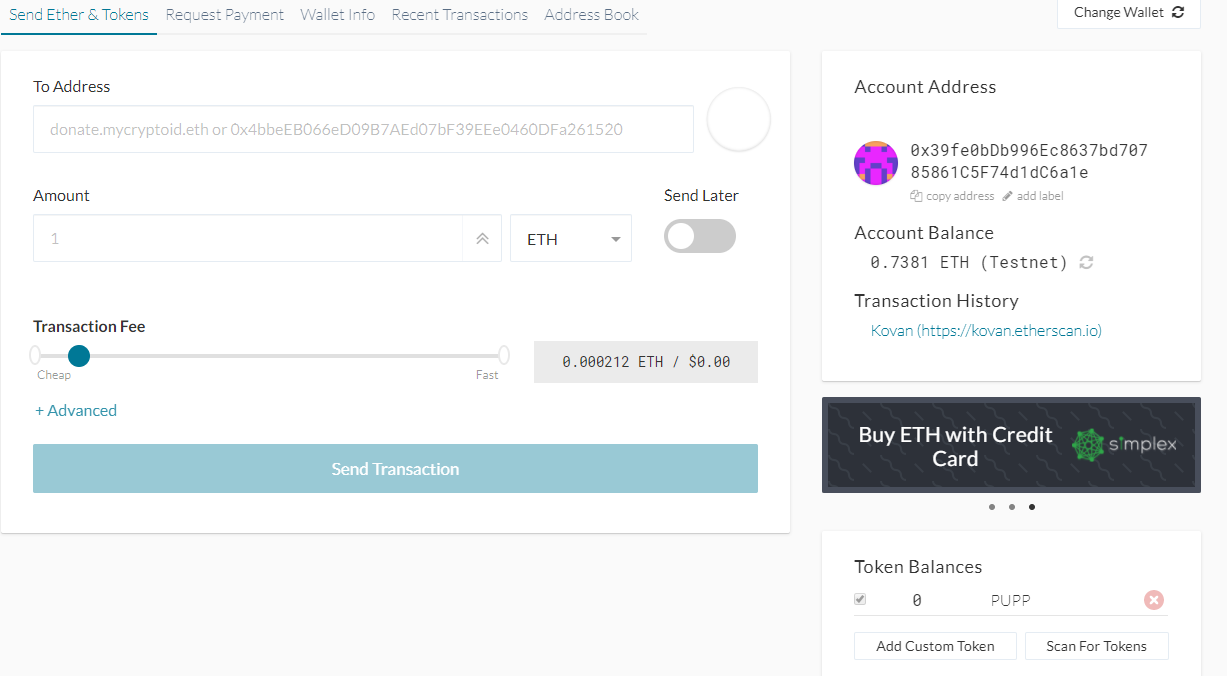 Send Ether & Tokens Request Payment Wallet Info Recent Transactions Address Book
Change Wallet
To Address
donate.mycryptoid.eth or 0x4bbeEB066eD09B7AEd07bF39EEe0460DFa261520
Amount
Send Later
1
ETH
Transaction Fee
Cheap
Fast
0.000212 ETH / $0.00
+ Advanced
Send Transaction
Account Address
0x39fe0bDb996Ec8637bd707
85861C5F74d1dC6a1e
copy address add label
Account Balance
0.7381 ETH (Testnet)
Transaction History
Kovan (https://kovan.etherscan.io)
Buy ETH with Credit
Card
simplex
Token Balances
0 PUPP
Add Custom Token Scan For Tokens